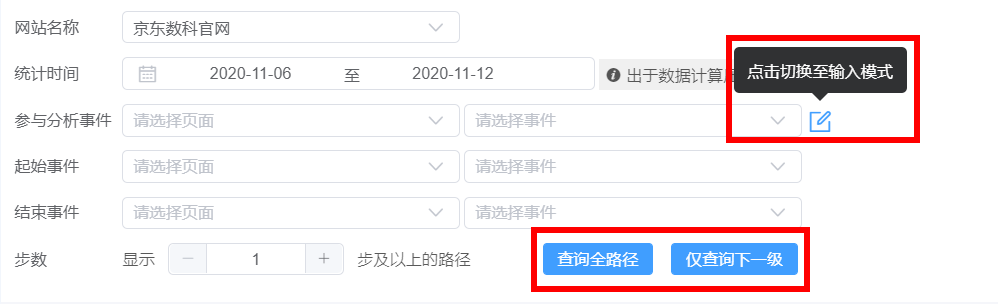 网站名称 京东数科官网
统计时间 2020-11-06 至 2020-11-12 出于数据计算
点击切换至输入模式
参与分析事件 请选择页面 请选择事件
起始事件 请选择页面 请选择事件
结束事件 请选择页面 请选择事件
步数 显示 − 1 + 步及以上的路径 查询全路径 仅查询下一级